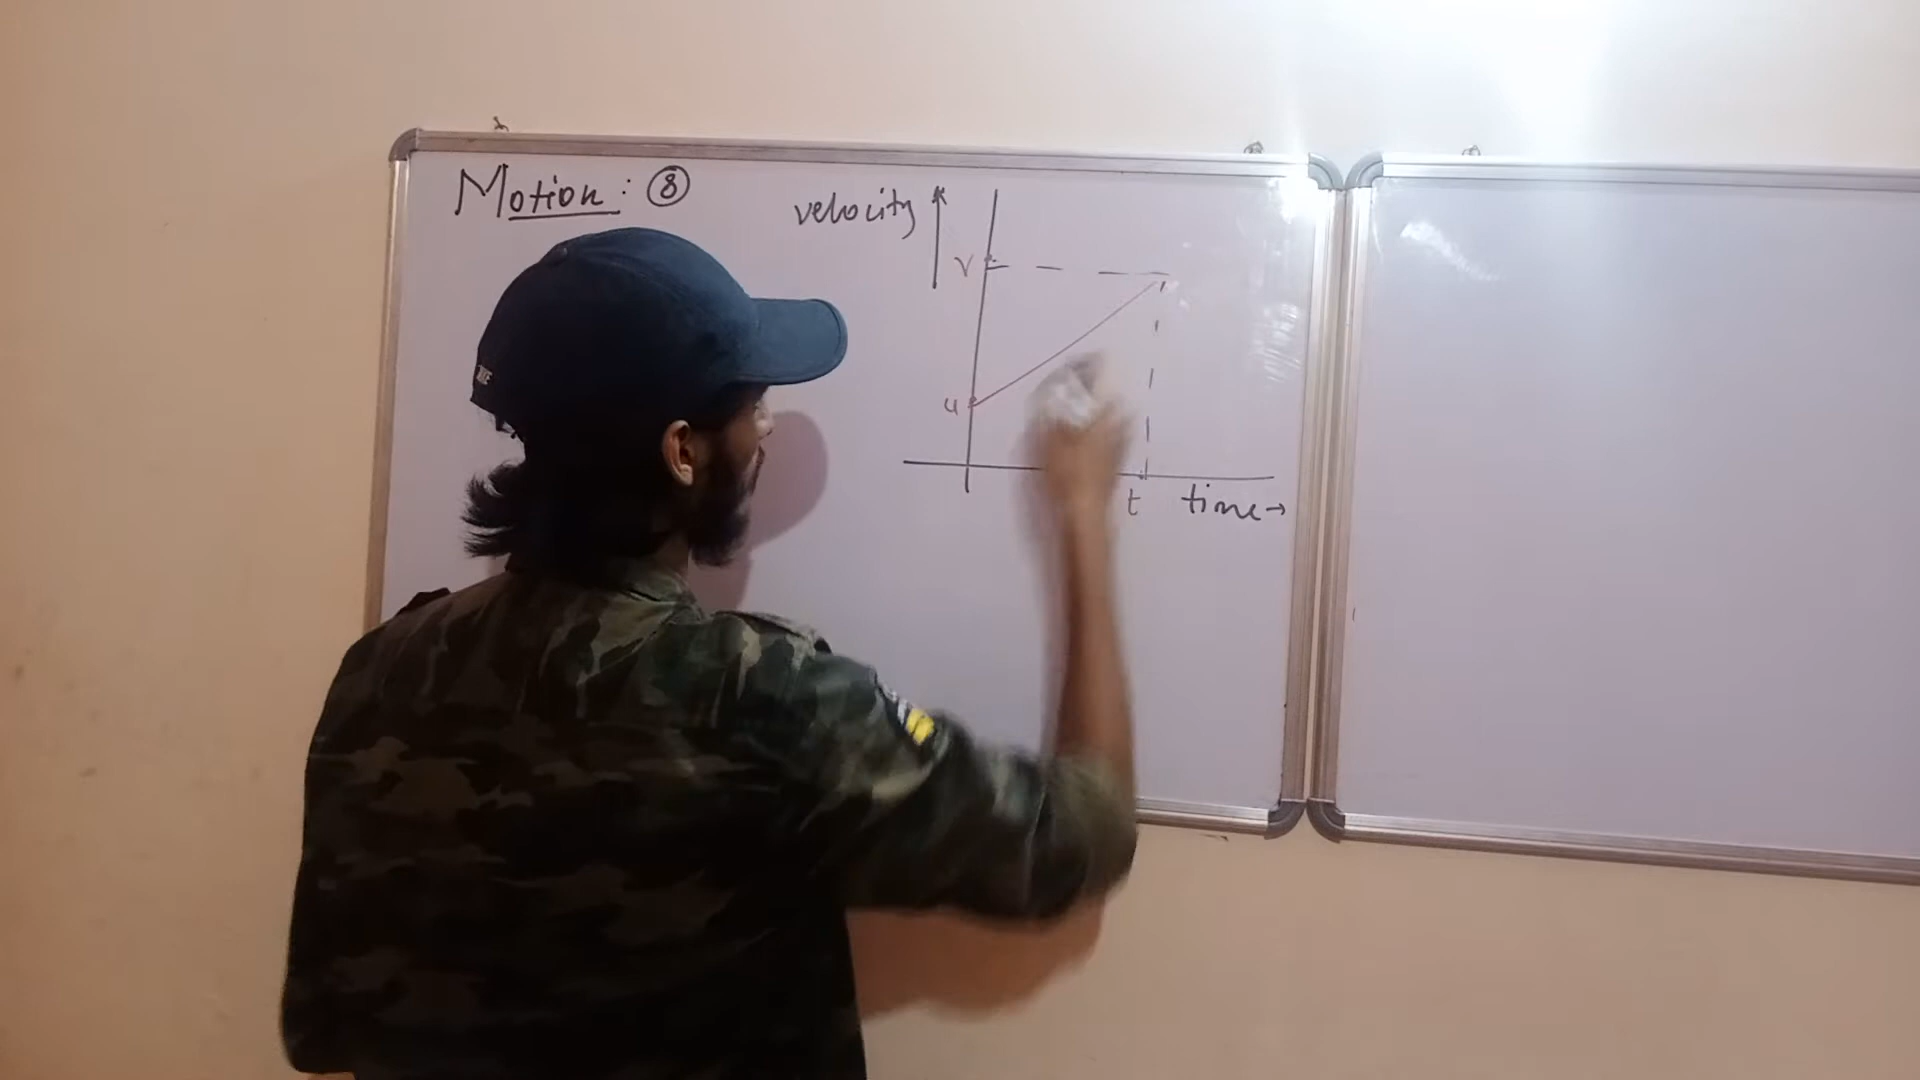 Motion: ⑧
velocity
v
u
t time→